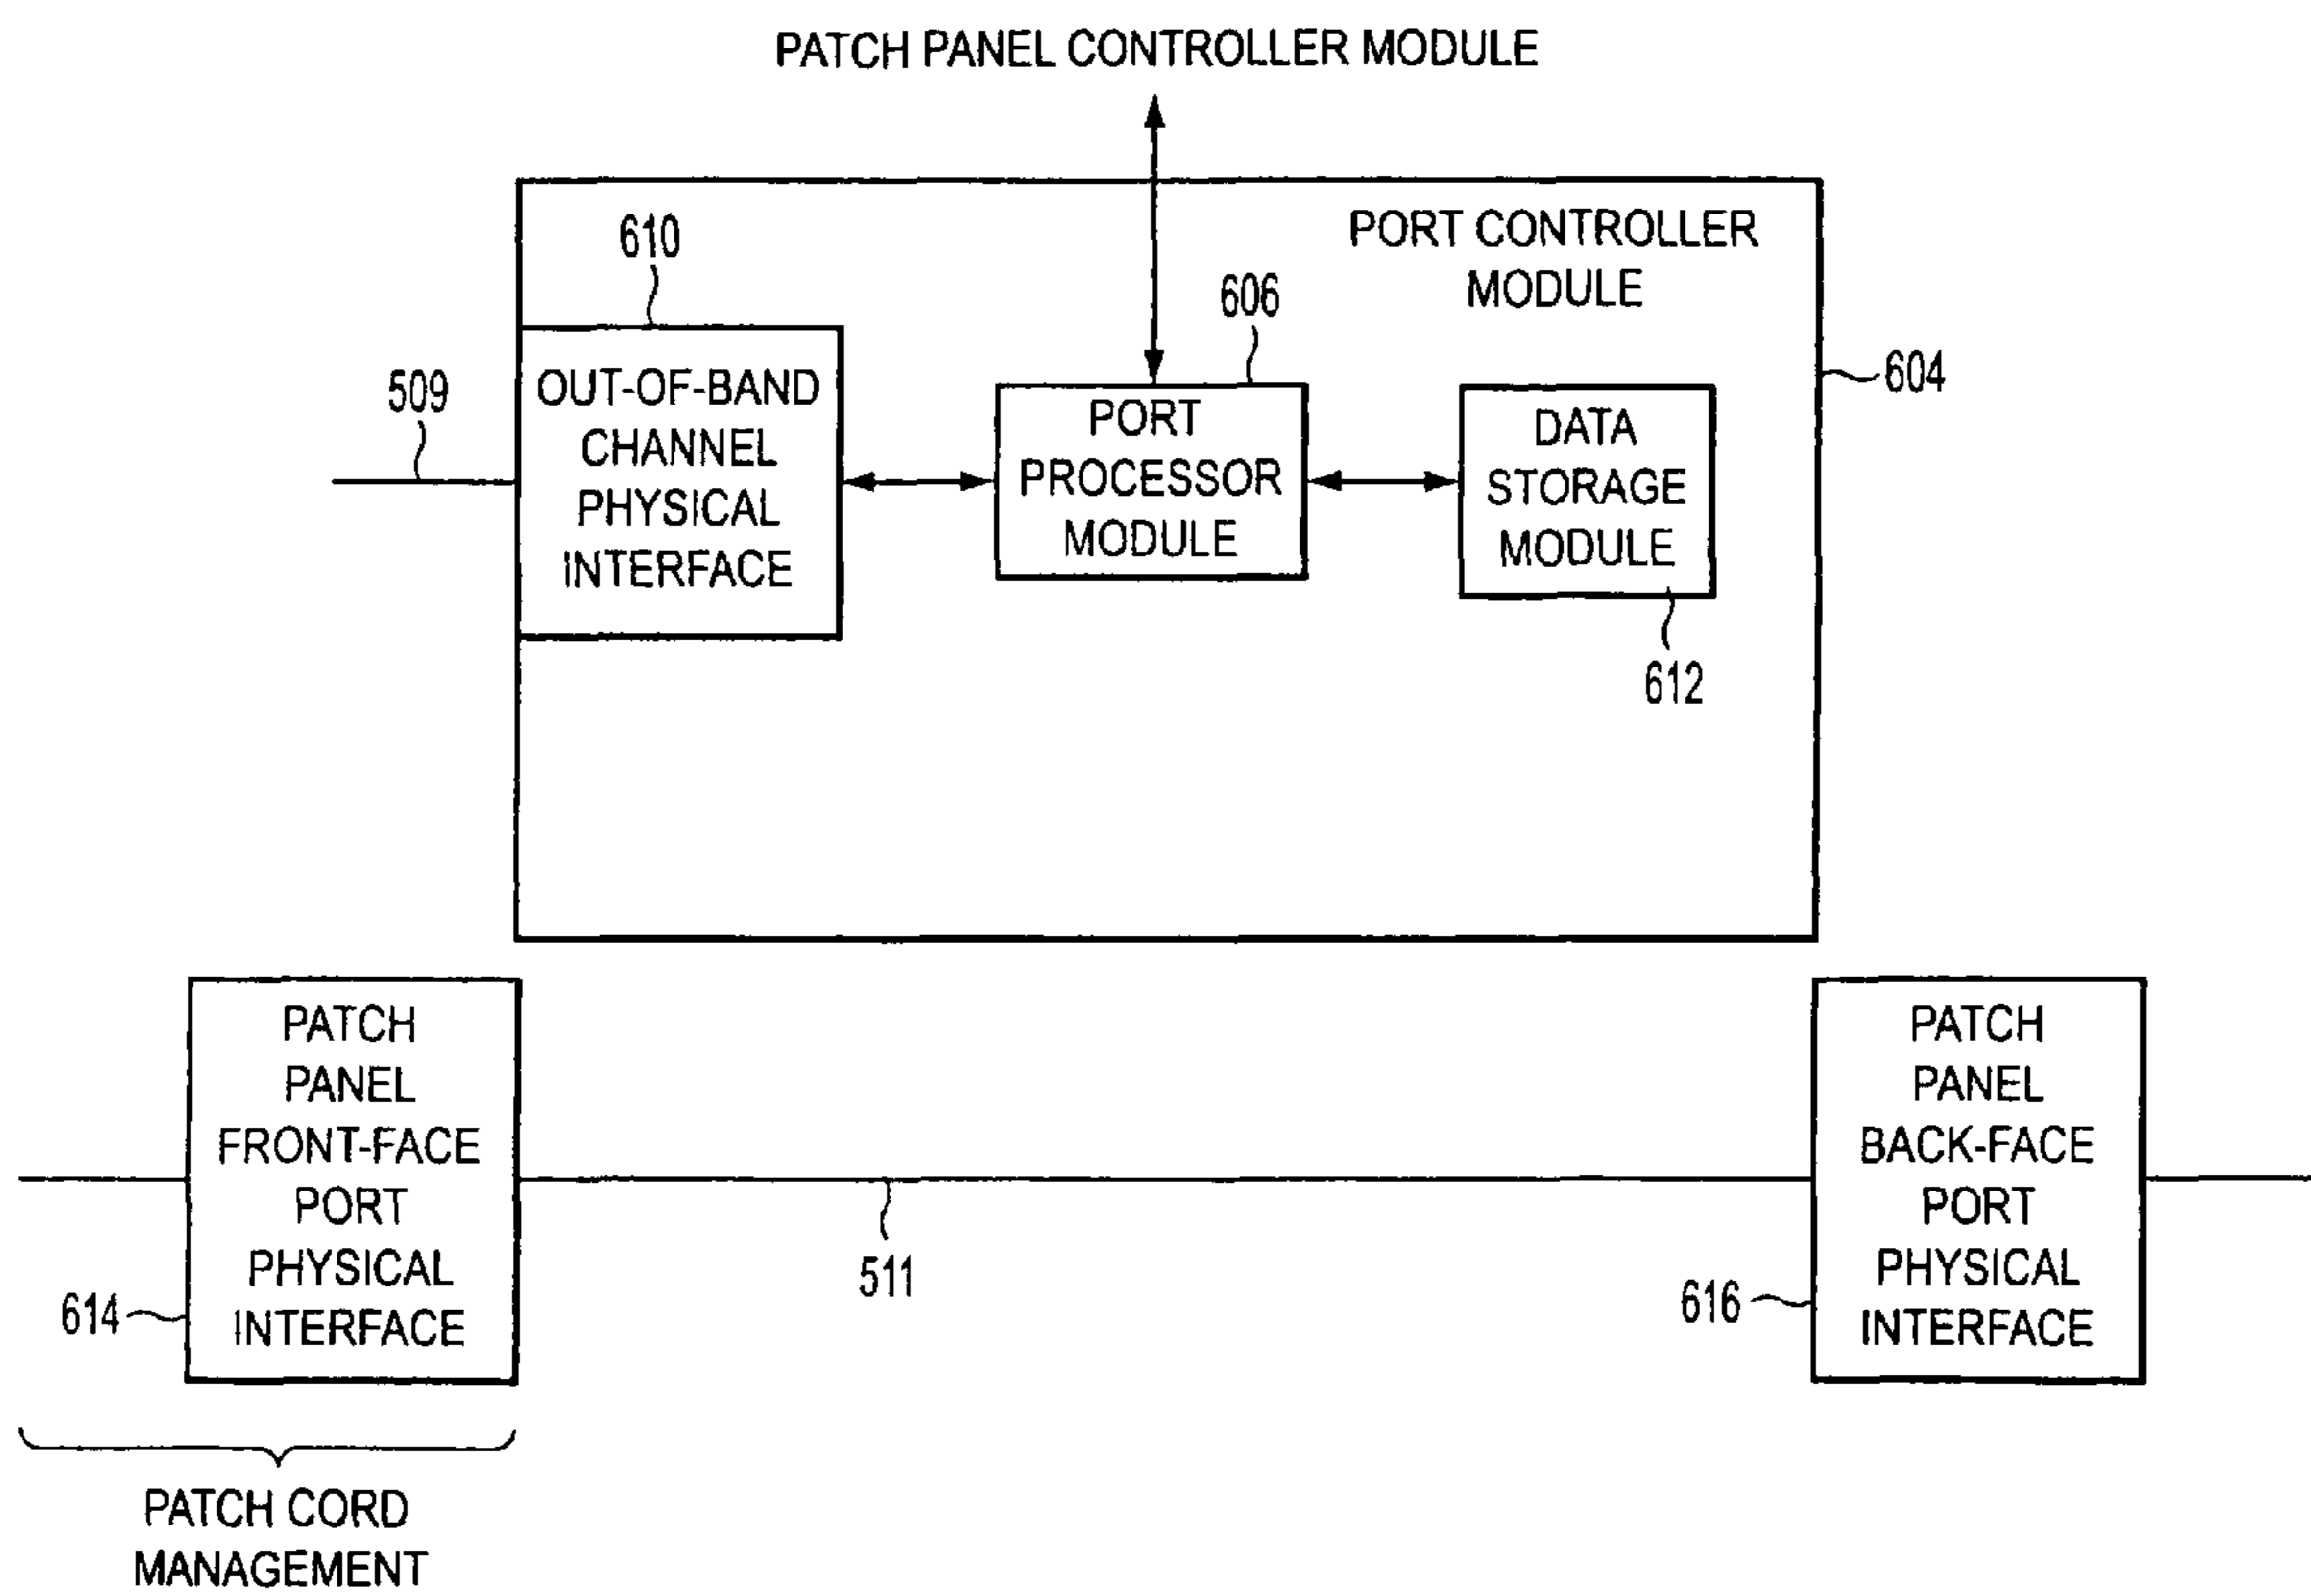 PATCH PANEL CONTROLLER MODULE
PORT CONTROLLER
MODULE
610
606
604
509
OUT-OF-BAND
CHANNEL
PHYSICAL
INTERFACE
PORT
PROCESSOR
MODULE
DATA
STORAGE
MODULE
612
PATCH
PANEL
FRONT-FACE
PORT
PHYSICAL
INTERFACE
614
511
PATCH
PANEL
BACK-FACE
PORT
PHYSICAL
INTERFACE
616
PATCH CORD
MANAGEMENT